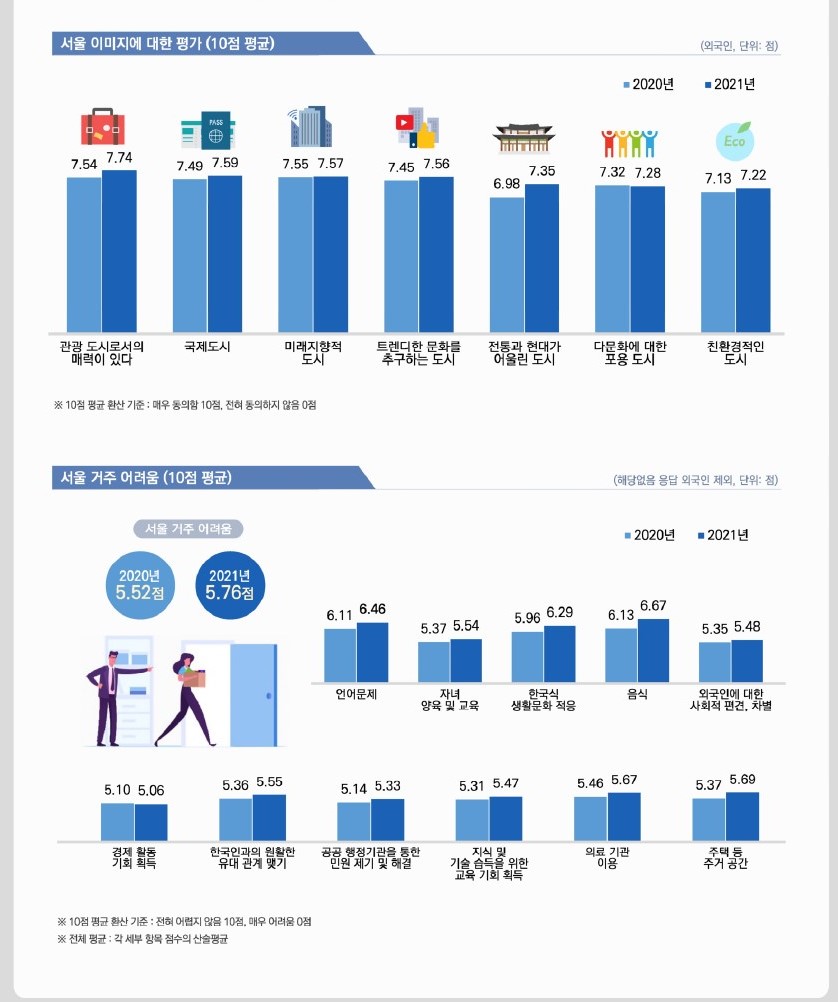 서울 이미지에 대한 평가 (10점 평균)
(외국인, 단위: 점)
2020년 2021년
PASS
Eco
7.54 7.74 7.49 7.59 7.55 7.57 7.45 7.56 6.98 7.35 7.32 7.28 7.13 7.22
관광 도시로서의 매력이 있다
국제도시
미래지향적 도시
트렌디한 문화를 추구하는 도시
전통과 현대가 어울린 도시
다문화에 대한 포용 도시
친환경적인 도시
※ 10점 평균 환산 기준 : 매우 동의함 10점, 전혀 동의하지 않음 0점
서울 거주 어려움 (10점 평균)
(해당없음 응답 외국인 제외, 단위: 점)
서울 거주 어려움
2020년 2021년
2020년
5.52점
2021년
5.76점
6.11 6.46 5.37 5.54 5.96 6.29 6.13 6.67 5.35 5.48
언어문제
자녀
양육 및 교육
한국식
생활문화 적응
음식
외국인에 대한
사회적 편견, 차별
5.10 5.06 5.36 5.55 5.14 5.33 5.31 5.47 5.46 5.67 5.37 5.69
경제 활동
기회 획득
한국인과의 원활한
유대 관계 맺기
공공 행정기관을 통한
민원 제기 및 해결
지식 및
기술 습득을 위한
교육 기회 획득
의료 기관
이용
주택 등
주거 공간
※ 10점 평균 환산 기준 : 전혀 어렵지 않음 10점, 매우 어려움 0점
※ 전체 평균 : 각 세부 항목 점수의 산술평균